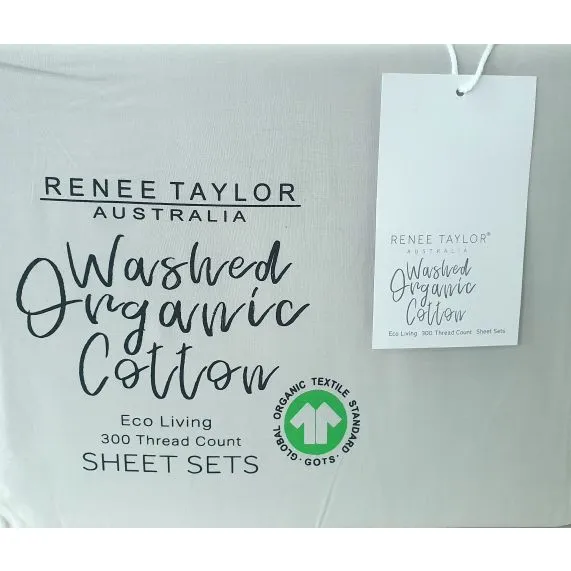 RENEE TAYLOR
AUSTRALIA
Washed
Organic
Cotton
Eco Living
300 Thread Count
SHEET SETS
GLOBAL ORGANIC TEXTILE STANDARD
· GOTS ·
RENEE TAYLOR®
AUSTRALIA
Washed
Organic
Cotton
Eco Living 300 Thread Count Sheet Sets